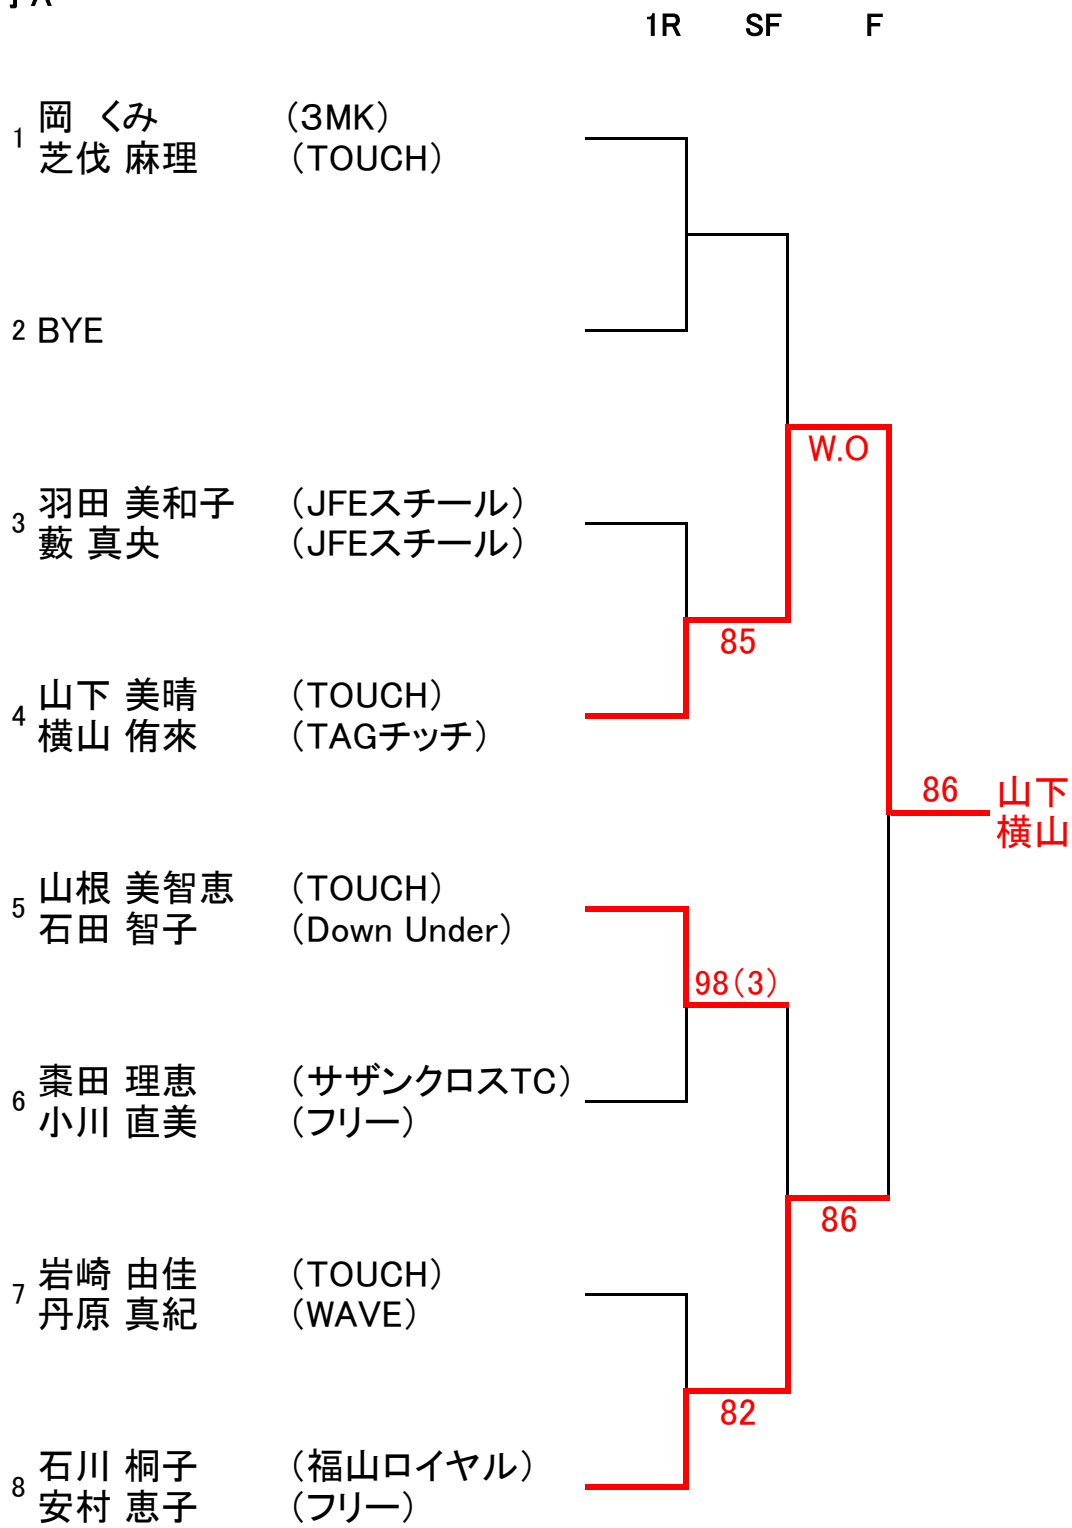 子A
1R SF F
1 岡 くみ (3MK)
芝伐 麻理 (TOUCH)
2 BYE
W.O
3 羽田 美和子 (JFEスチール)
藪 真央 (JFEスチール)
85
4 山下 美晴 (TOUCH)
横山 侑來 (TAGチッチ)
86 山下
横山
5 山根 美智恵 (TOUCH)
石田 智子 (Down Under)
98(3)
6 棗田 理恵 (サザンクロスTC)
小川 直美 (フリー)
86
7 岩崎 由佳 (TOUCH)
丹原 真紀 (WAVE)
82
8 石川 桐子 (福山ロイヤル)
安村 恵子 (フリー)